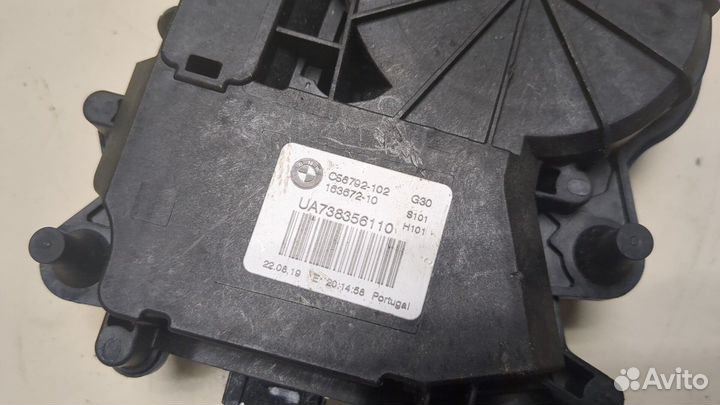 C56792-102 G30
163672-10 S101
UA738356110 H101
22.08.19 E 20:14:58 Portugal
Avito